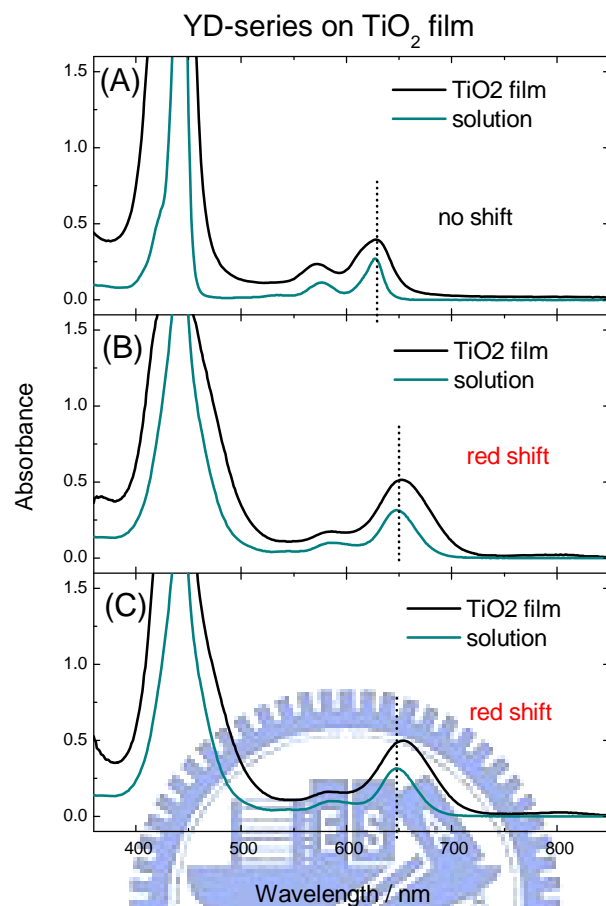 YD-series on TiO2 film
(A)
TiO2 film
solution
no shift
1.5
1.0
0.5
0.0
(B)
TiO2 film
solution
red shift
1.5
1.0
0.5
0.0
Absorbance
(C)
TiO2 film
solution
red shift
1.5
1.0
0.5
0.0
ES
400 500 600 700 800
Wavelength / nm